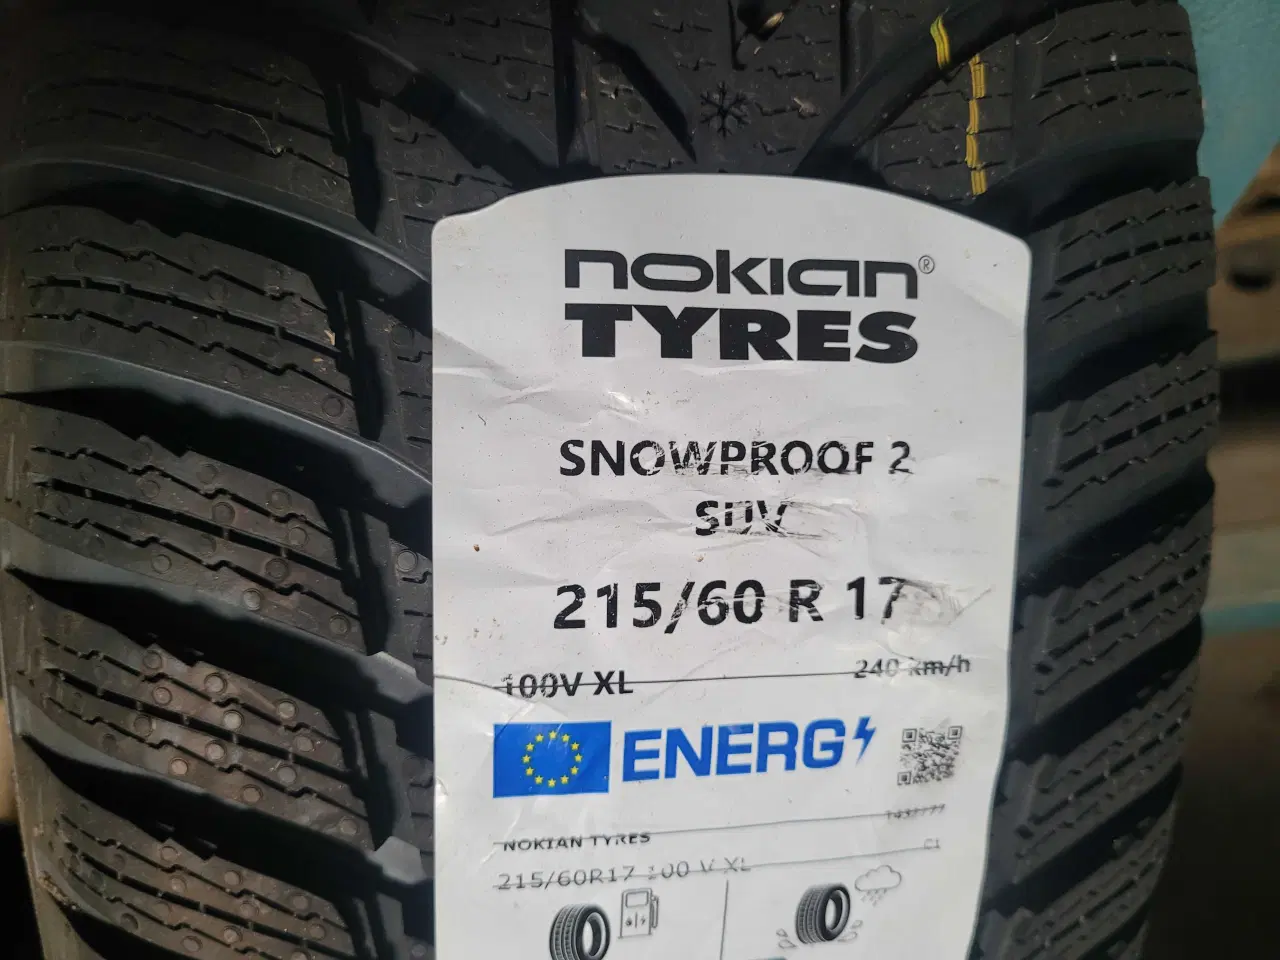 nokian®
TYRES
SNOWPROOF 2
SUV
215/60 R 17
100V XL 240 km/h
ENERG
NOKIAN TYRES
C1
215/60R17 100 V XL